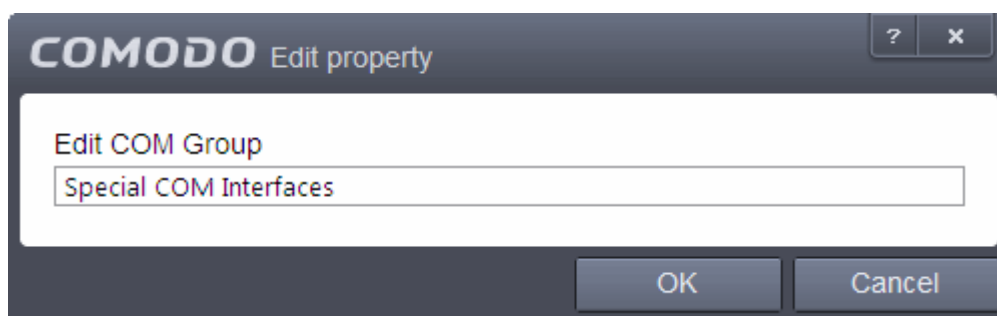 COMODO Edit property ? ×
Edit COM Group
Special COM Interfaces
OK Cancel